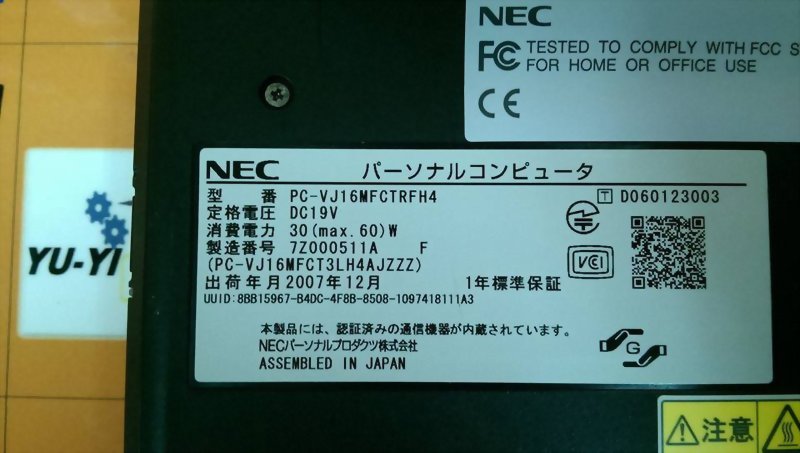 NEC
FC TESTED TO COMPLY WITH FCC S
FOR HOME OR OFFICE USE
CE
NEC パーソナルコンピュータ
型 番 PC-VJ16MFCTRFH4
T D060123003
定格電圧 DC19V
消費電力 30(max.60)W
製造番号 7Z000511A F
(PC-VJ16MFCT3LH4AJZZZ)
VCI
出荷年月2007年12月 1年標準保証
UUID:8BB15967-B4DC-4F8B-8508-1097418111A3
本製品には、認証済みの通信機器が内蔵されています。
NECパーソナルプロダクツ株式会社
G
ASSEMBLED IN JAPAN
YU-YI
注意